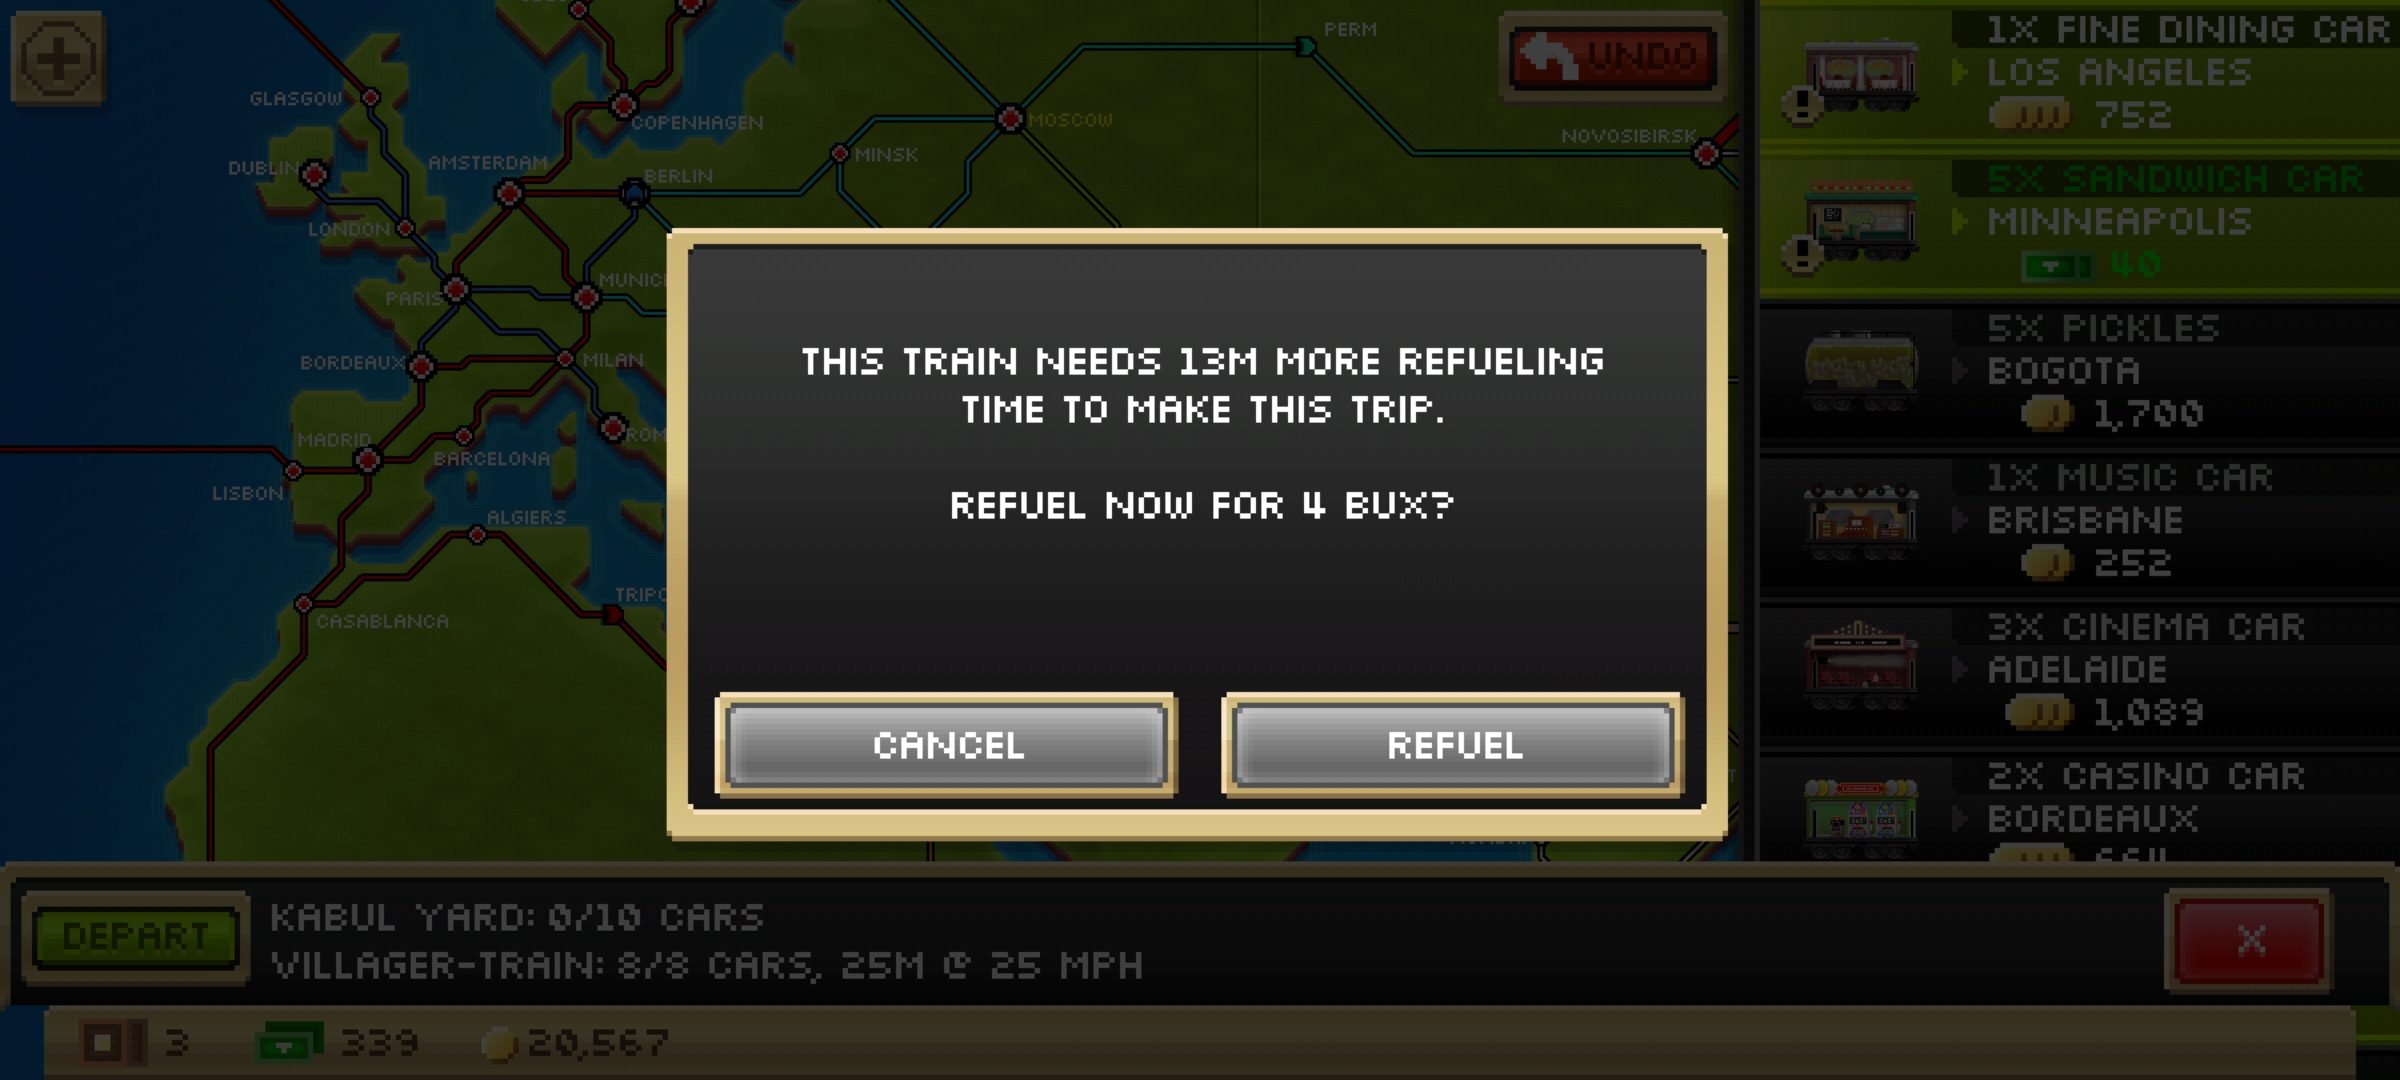 GLASGOW
DUBLIN
LONDON
AMSTERDAM
COPENHAGEN
BERLIN
PARIS
BORDEAUX
MILAN
MADRID
BARCELONA
LISBON
ALGIERS
CASABLANCA
MINSK
MOSCOW
PERM
NOVOSIBIRSK
UNDO
THIS TRAIN NEEDS 13M MORE REFUELING
TIME TO MAKE THIS TRIP.
REFUEL NOW FOR 4 BUX?
CANCEL
REFUEL
1X FINE DINING CAR
LOS ANGELES
752
5X SANDWICH CAR
MINNEAPOLIS
40
5X PICKLES
BOGOTA
1,700
1X MUSIC CAR
BRISBANE
252
3X CINEMA CAR
ADELAIDE
1,089
2X CASINO CAR
BORDEAUX
DEPART
KABUL YARD: 0/10 CARS
VILLAGER-TRAIN: 8/8 CARS, 25M @ 25 MPH
X
3
339
20,567